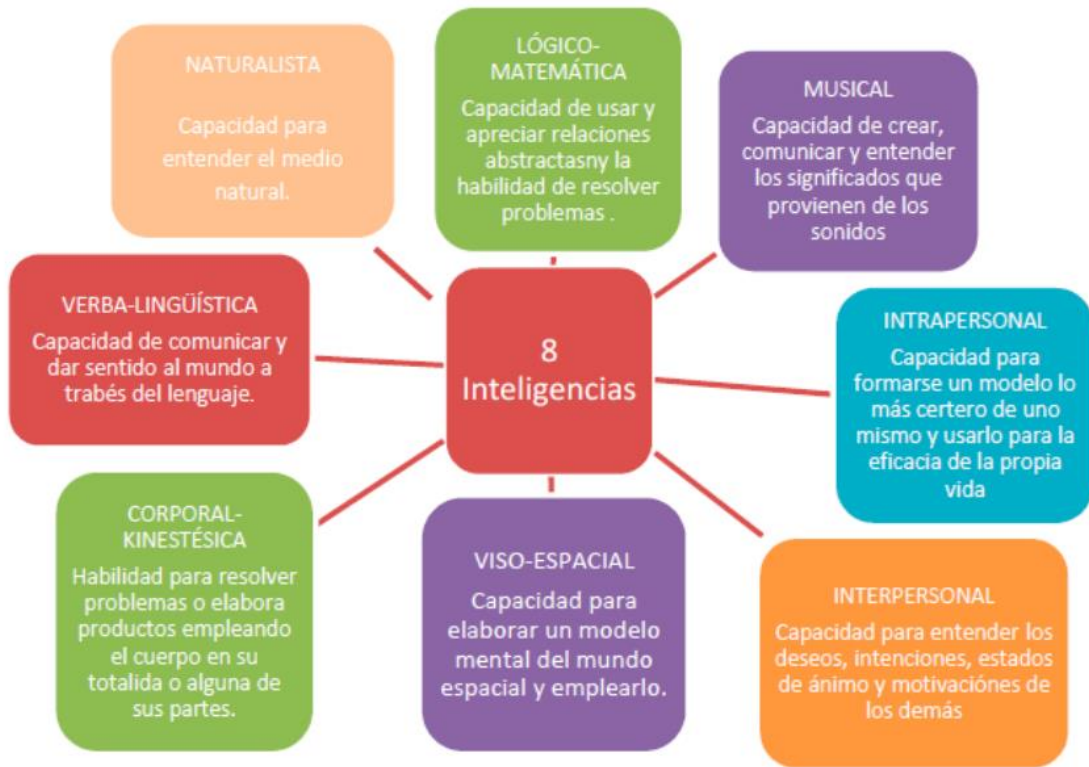 NATURALISTA
Capacidad para
entender el medio
natural.
LÓGICO-
MATEMÁTICA
Capacidad de usar y
apreciar relaciones
abstractasny la
habilidad de resolver
problemas .
MUSICAL
Capacidad de crear,
comunicar y entender
los significados que
provienen de los
sonidos
VERBA-LINGÜÍSTICA
Capacidad de comunicar y
dar sentido al mundo a
trabés del lenguaje.
8
Inteligencias
INTRAPERSONAL
Capacidad para
formarse un modelo lo
más certero de uno
mismo y usarlo para la
eficacia de la propia
vida
CORPORAL-
KINESTÉSICA
Habilidad para resolver
problemas o elabora
productos empleando
el cuerpo en su
totalida o alguna de
sus partes.
VISO-ESPACIAL
Capacidad para
elaborar un modelo
mental del mundo
espacial y emplearlo.
INTERPERSONAL
Capacidad para entender los
deseos, intenciones, estados
de ánimo y motivaciónes de
los demás